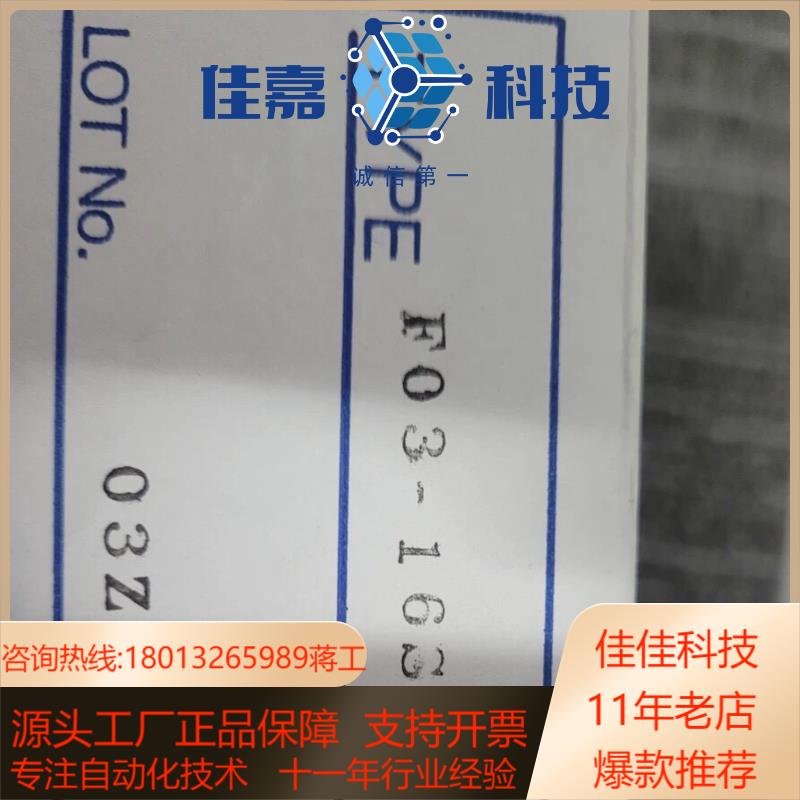 佳嘉科技
诚信第一
TYPE
F03-16S
LOT No.
03Z
咨询热线:18013265989蒋工
源头工厂正品保障 支持开票
专注自动化技术 十一年行业经验
佳佳科技
11年老店
爆款推荐